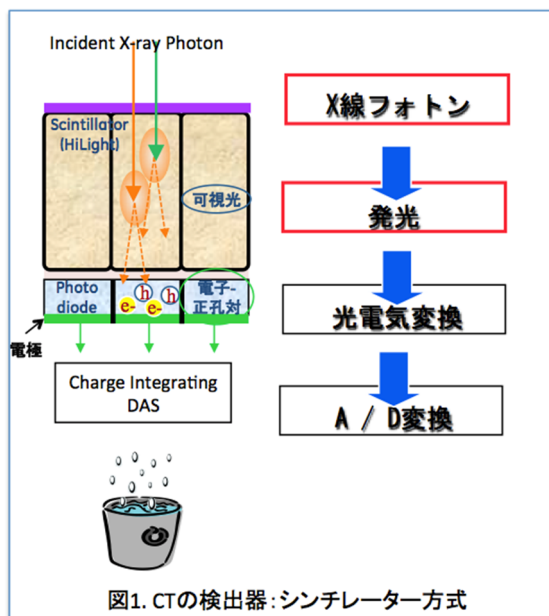 Incident X-ray Photon
Scintillator
(HiLight)
可視光
Photo
diode
h
h
e-
e-
電子-
正孔対
電極
Charge Integrating
DAS
X線フォトン
発光
光電気変換
A / D変換
図1. CTの検出器：シンチレーター方式